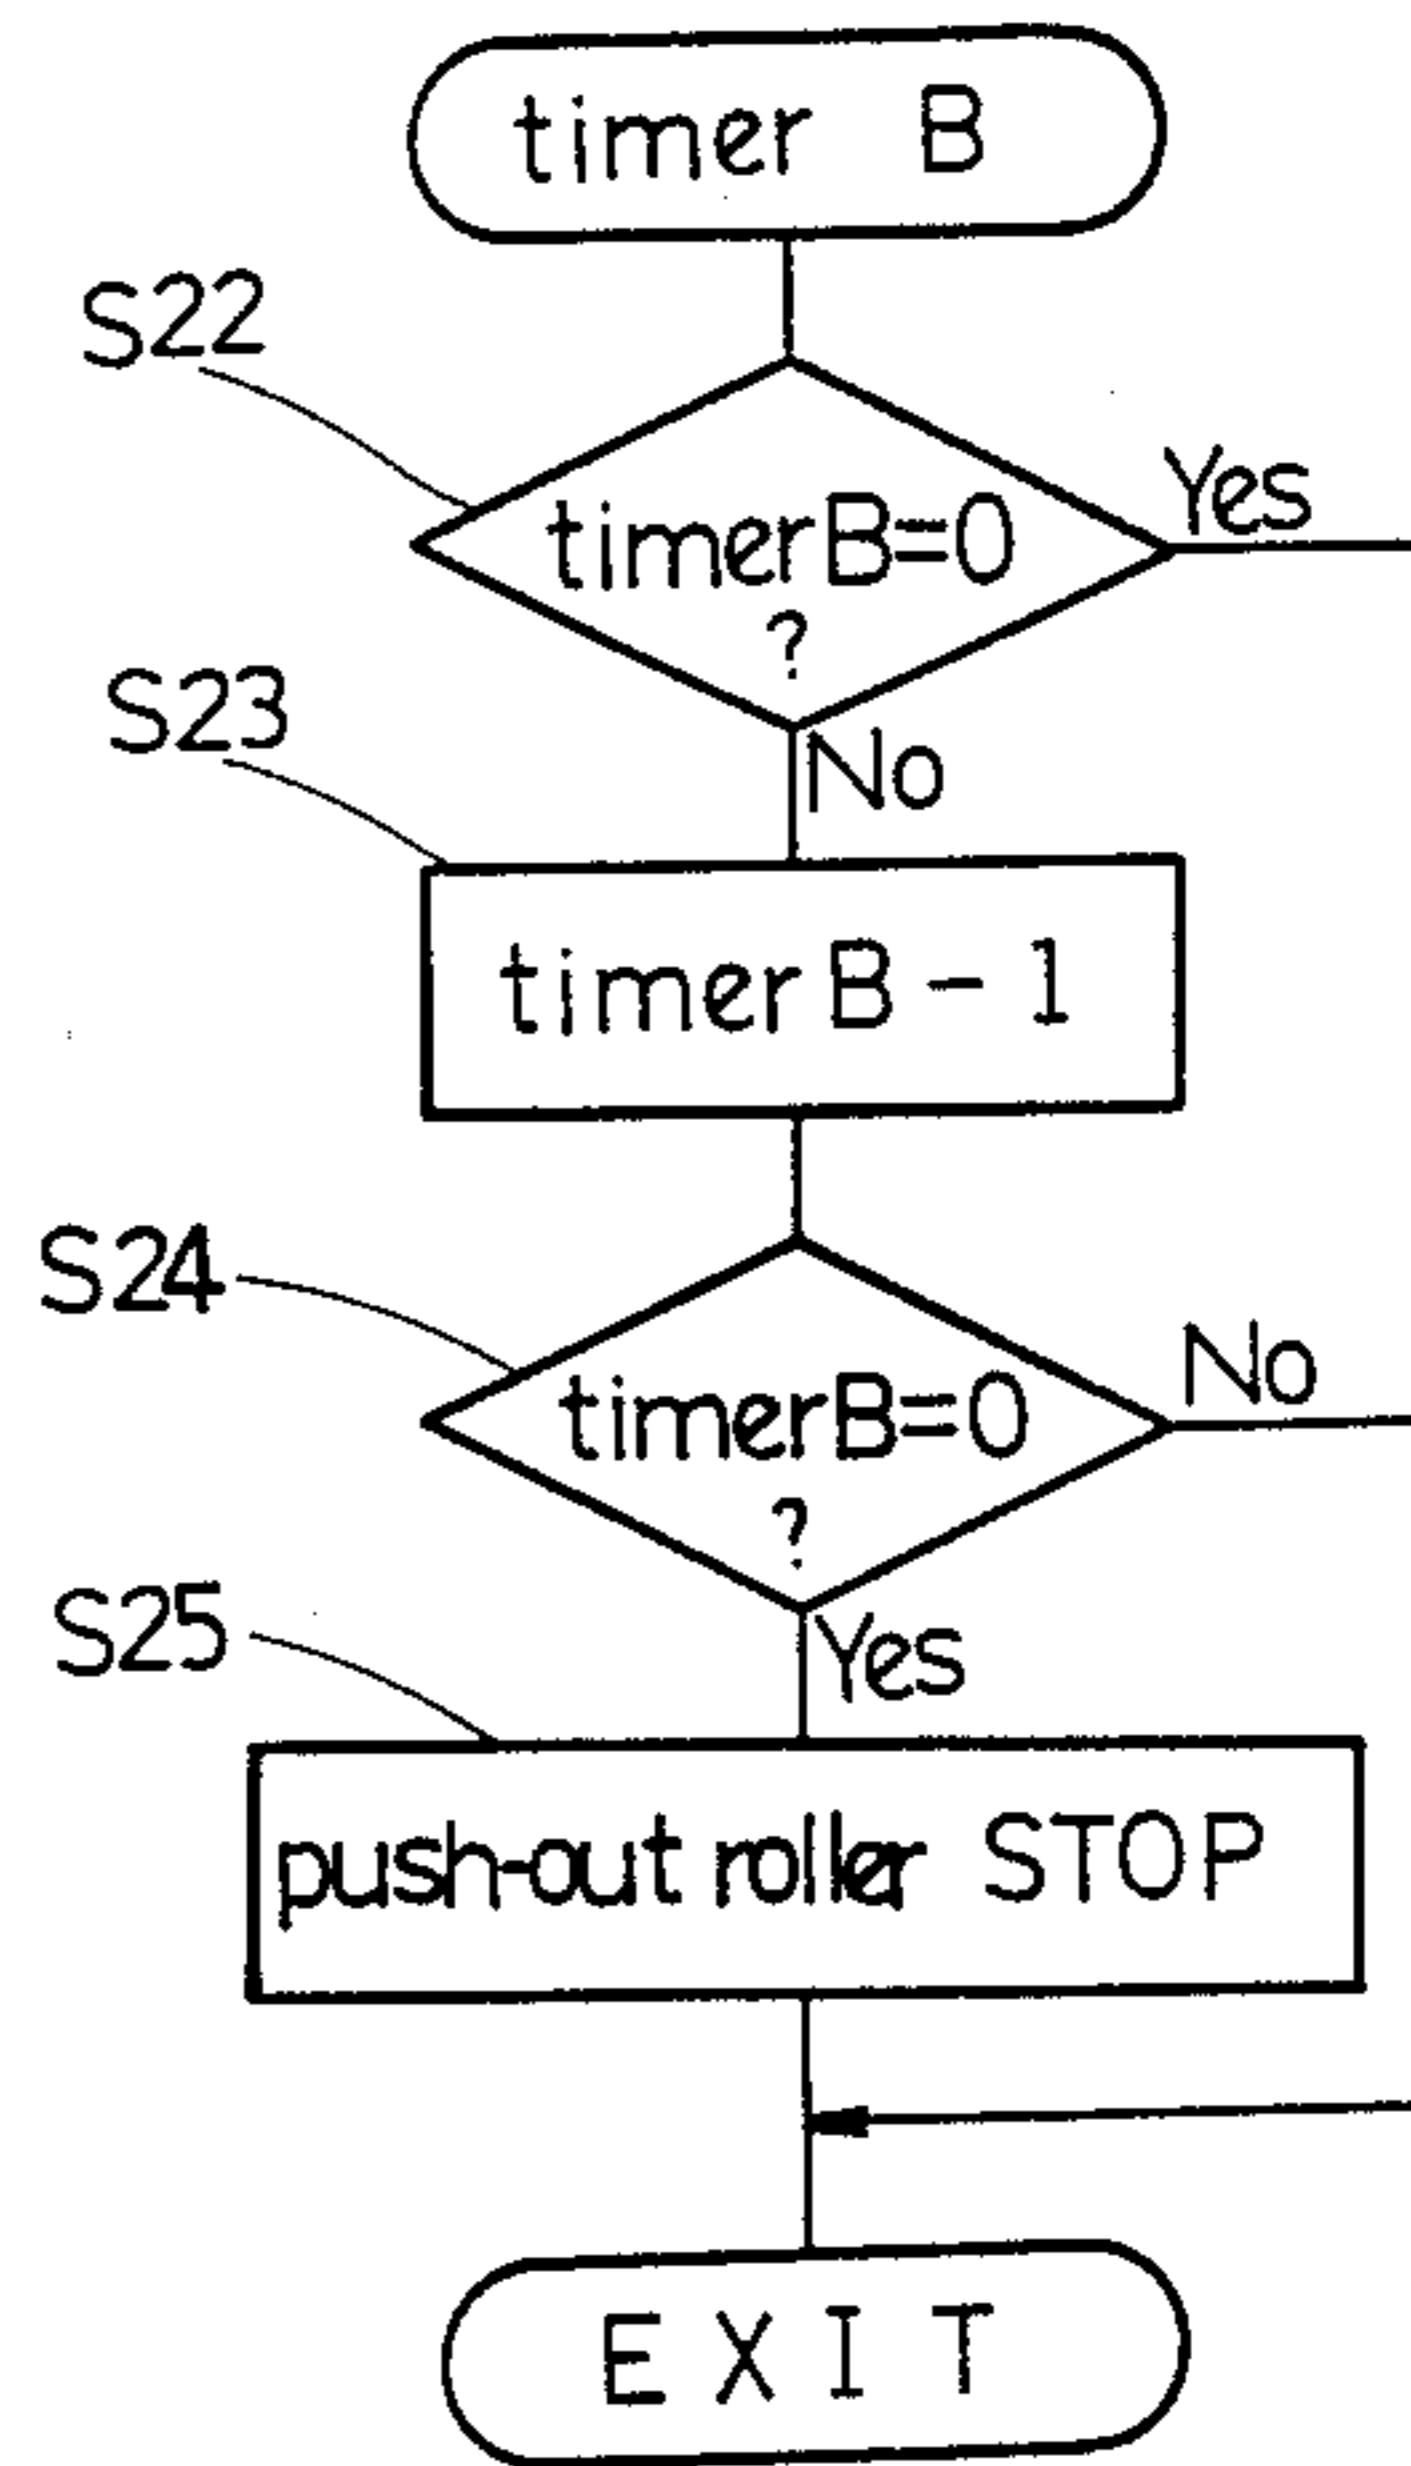 timer B
S22
Yes
timerB=0
?
S23
No
timerB-1
S24
No
timerB=0
?
S25
Yes
push-out roller STOP
EXIT